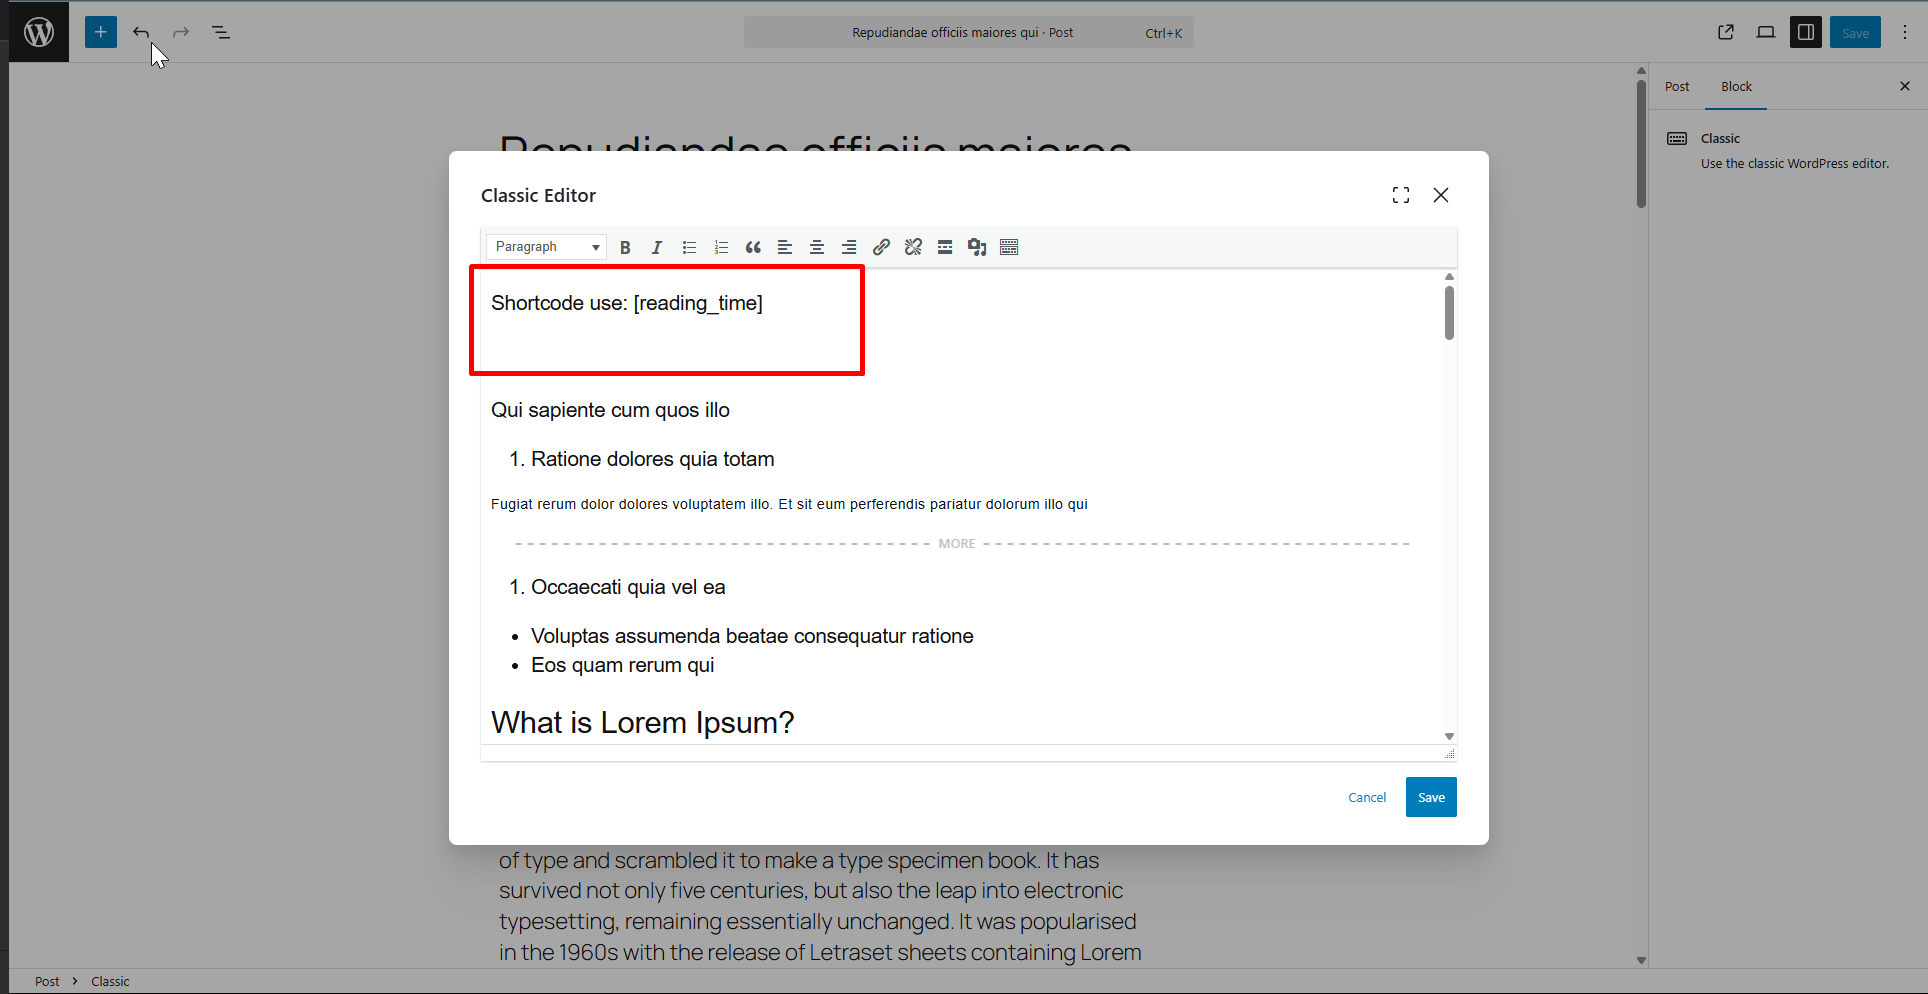 Repudiandae officiis maiores qui · Post Ctrl+K
Save
Post Block
Classic
Use the classic WordPress editor.
Repudiandae officiis maiores
Classic Editor
Paragraph
Shortcode use: [reading_time]
Qui sapiente cum quos illo
1. Ratione dolores quia totam
Fugiat rerum dolor dolores voluptatem illo. Et sit eum perferendis pariatur dolorum illo qui
MORE
1. Occaecati quia vel ea
• Voluptas assumenda beatae consequatur ratione
• Eos quam rerum qui
What is Lorem Ipsum?
Cancel Save
of type and scrambled it to make a type specimen book. It has
survived not only five centuries, but also the leap into electronic
typesetting, remaining essentially unchanged. It was popularised
in the 1960s with the release of Letraset sheets containing Lorem
Post > Classic